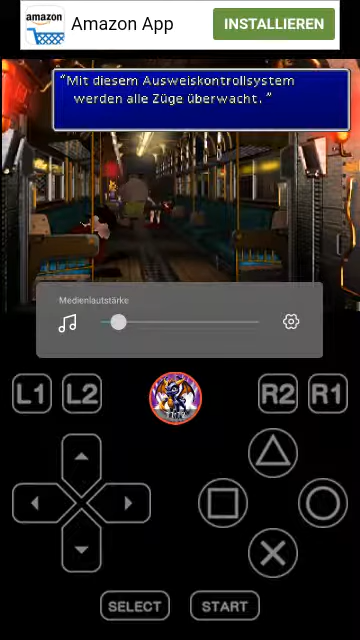 amazon
Amazon App
INSTALLIEREN
“Mit diesem Ausweiskontrollsystem
werden alle Züge überwacht.”
Medienlautstärke
L1 L2 R2 R1
SELECT START